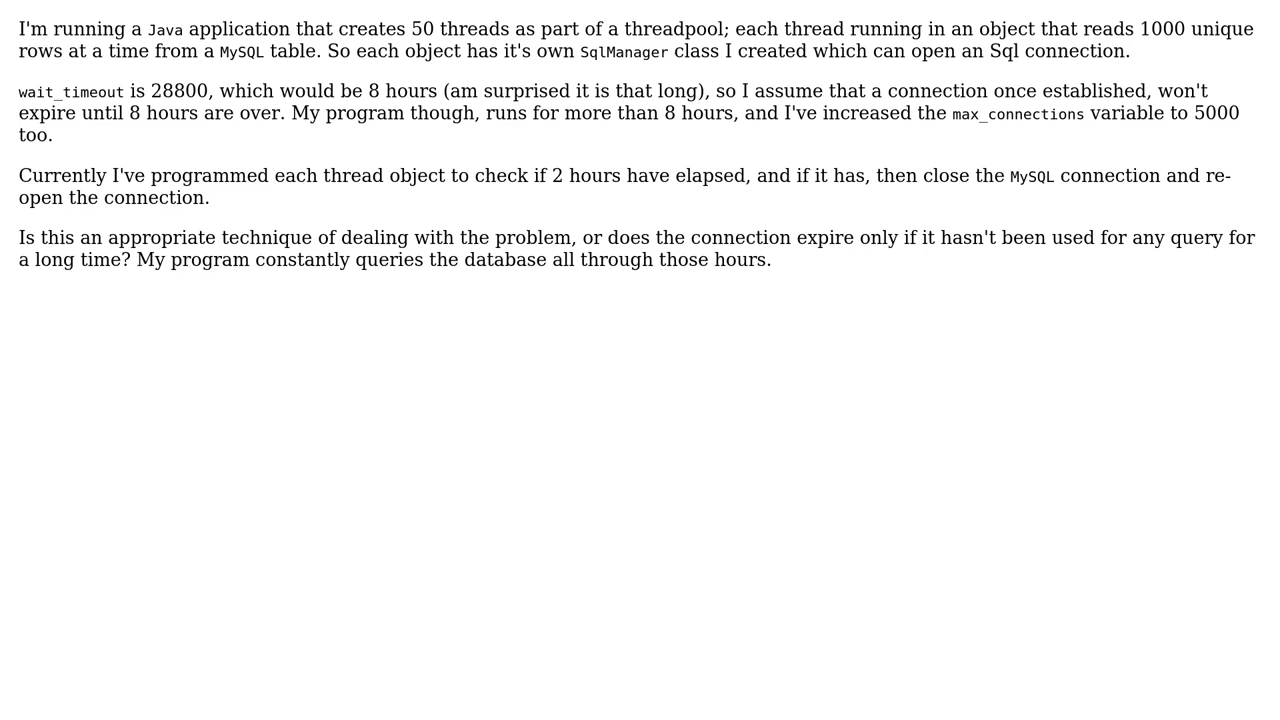 I'm running a Java application that creates 50 threads as part of a threadpool; each thread running in an object that reads 1000 unique
rows at a time from a MySQL table. So each object has it's own SqlManager class I created which can open an Sql connection.
wait_timeout is 28800, which would be 8 hours (am surprised it is that long), so I assume that a connection once established, won't
expire until 8 hours are over. My program though, runs for more than 8 hours, and I've increased the max_connections variable to 5000
too.
Currently I've programmed each thread object to check if 2 hours have elapsed, and if it has, then close the MySQL connection and re-
open the connection.
Is this an appropriate technique of dealing with the problem, or does the connection expire only if it hasn't been used for any query for
a long time? My program constantly queries the database all through those hours.